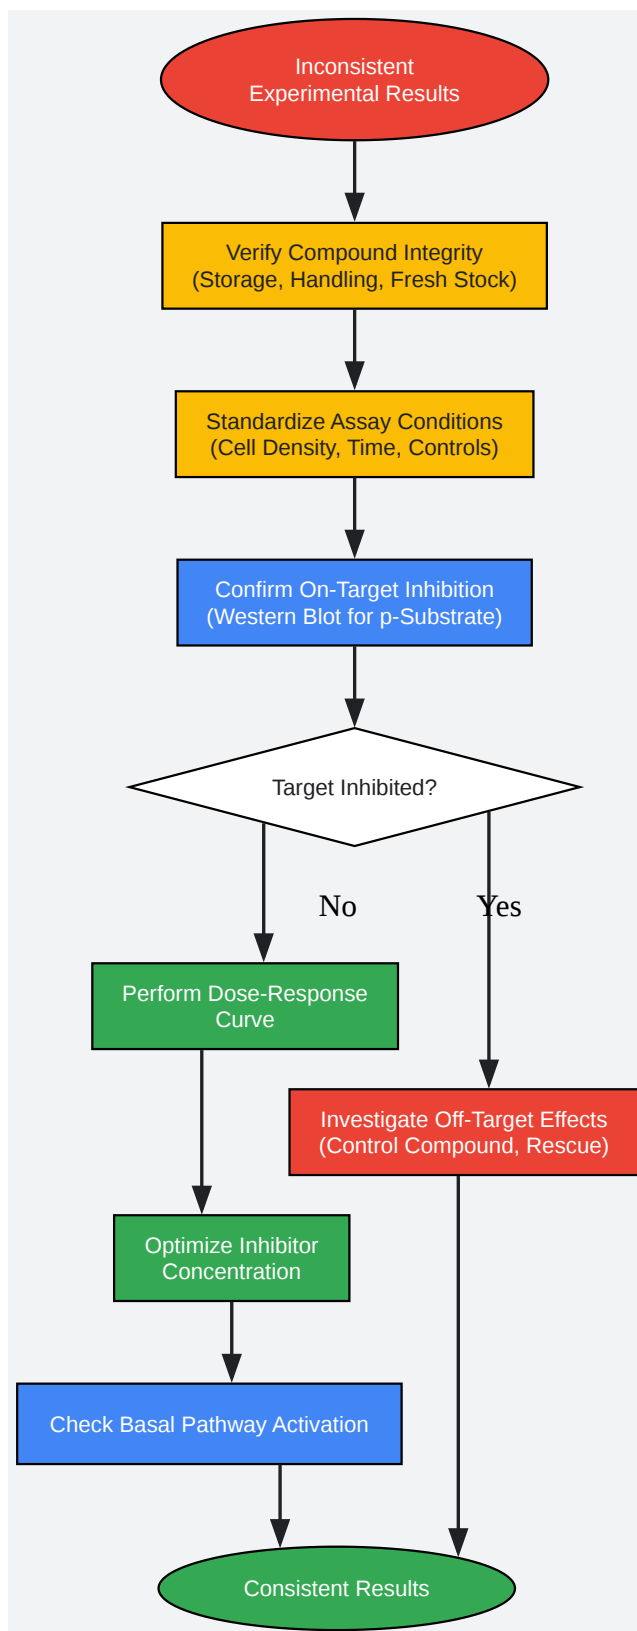 Inconsistent
Experimental Results
Verify Compound Integrity
(Storage, Handling, Fresh Stock)
Standardize Assay Conditions
(Cell Density, Time, Controls)
Confirm On-Target Inhibition
(Western Blot for p-Substrate)
Target Inhibited?
No
Yes
Perform Dose-Response
Curve
Investigate Off-Target Effects
(Control Compound, Rescue)
Optimize Inhibitor
Concentration
Check Basal Pathway Activation
Consistent Results